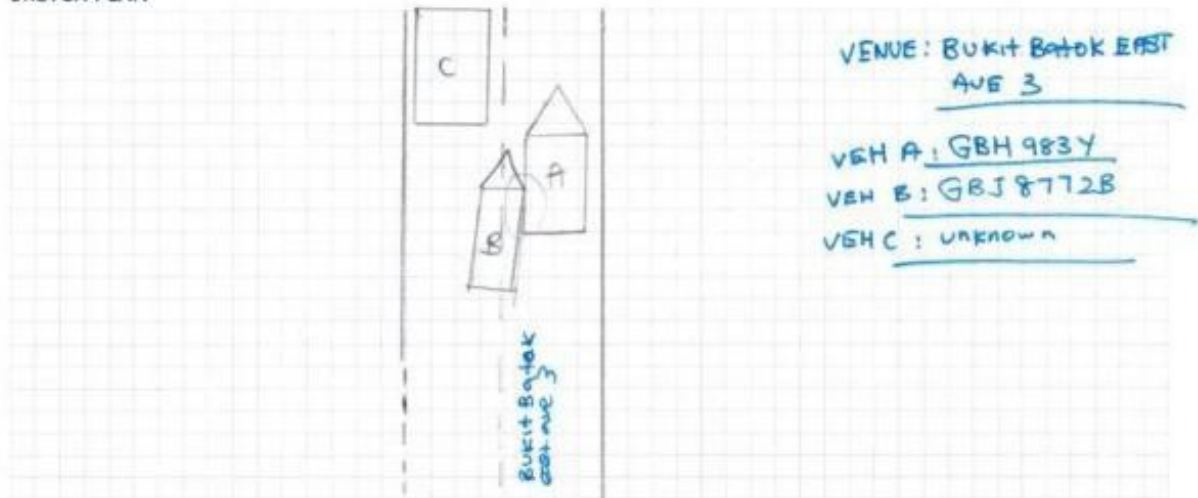 C
A
B
VENUE: BUKIT BATOK EAST
AVE 3
VEH A: GBH 983Y
VEH B: GBJ 8772B
VEH C: unknown
BUKIT Batok
east ave 3